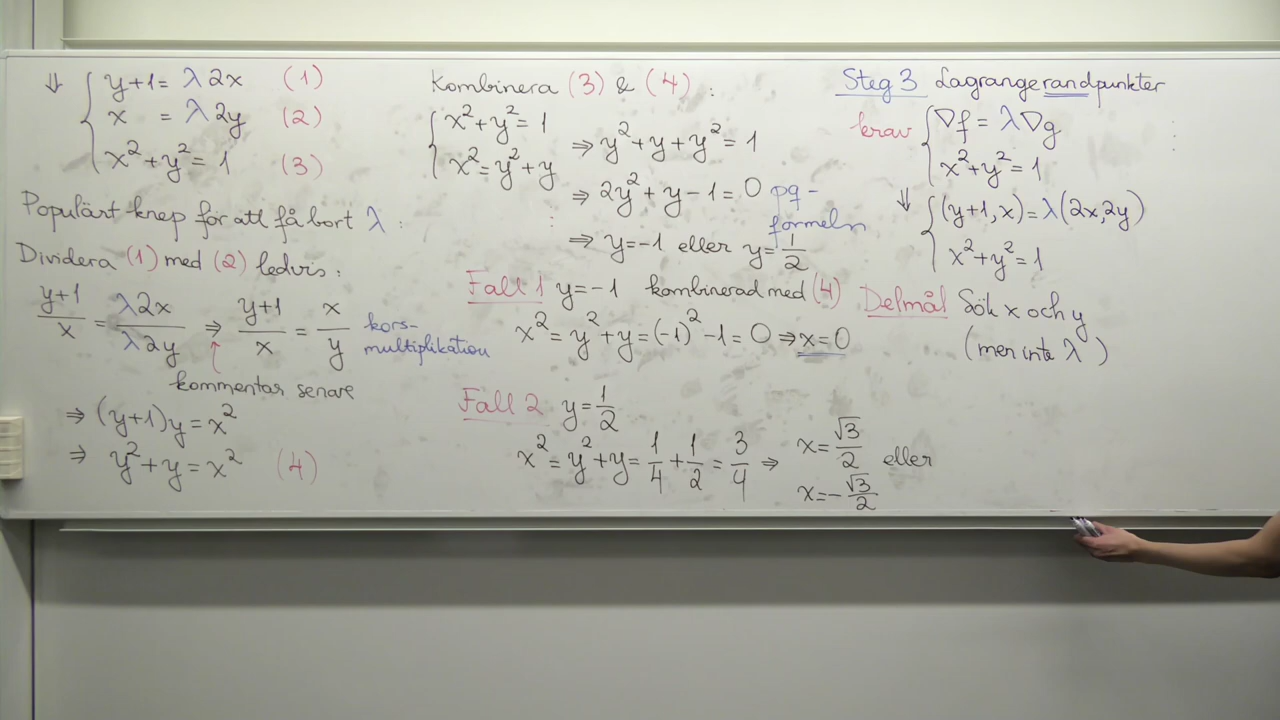 ⇓ { y+1 = λ2x (1)
x = λ2y (2)
x²+y² = 1 (3)
Populärt knep för att få bort λ :
Dividera (1) med (2) ledvis :
(y+1)/x = λ2x/λ2y ⇒ (y+1)/x = x/y kors-
multiplikation
↑
kommentar senare
⇒ (y+1)y = x²
⇒ y²+y = x² (4)
Kombinera (3) & (4) :
{ x²+y² = 1
x² = y²+y ⇒ y²+y+y² = 1
⇒ 2y²+y-1 = 0 pq-
formeln
⋮ ⇒ y=-1 eller y=1/2
Fall 1 y=-1 kombinerad med (4)
x² = y²+y = (-1)²-1 = 0 ⇒ x=0
Fall 2 y=1/2
x² = y²+y = 1/4+1/2 = 3/4 ⇒ x=√3/2 eller
x=-√3/2
Steg 3 Lagrangerandpunkter
krav { ∇f = λ∇g ⋮
x²+y² = 1
⇓ { (y+1, x) = λ(2x, 2y)
x²+y² = 1
Delmål Sök x och y
(men inte λ)